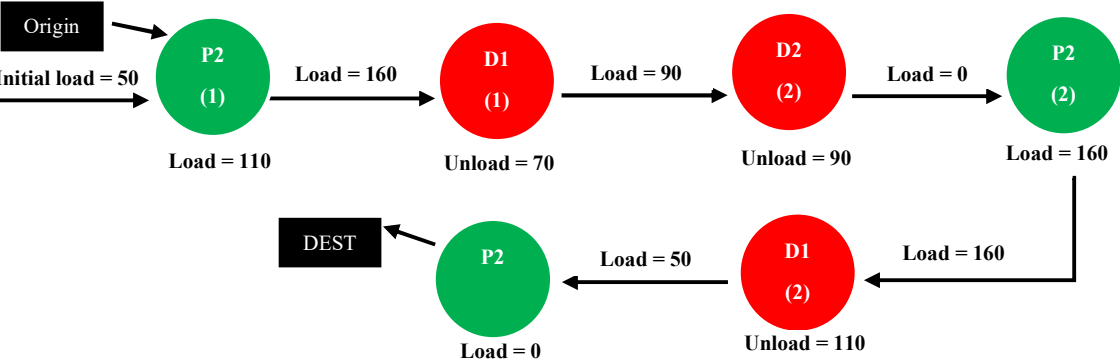 Origin
Initial load = 50
P2
(1)
Load = 110
Load = 160
D1
(1)
Unload = 70
Load = 90
D2
(2)
Unload = 90
Load = 0
P2
(2)
Load = 160
Load = 160
D1
(2)
Unload = 110
Load = 50
P2
Load = 0
DEST